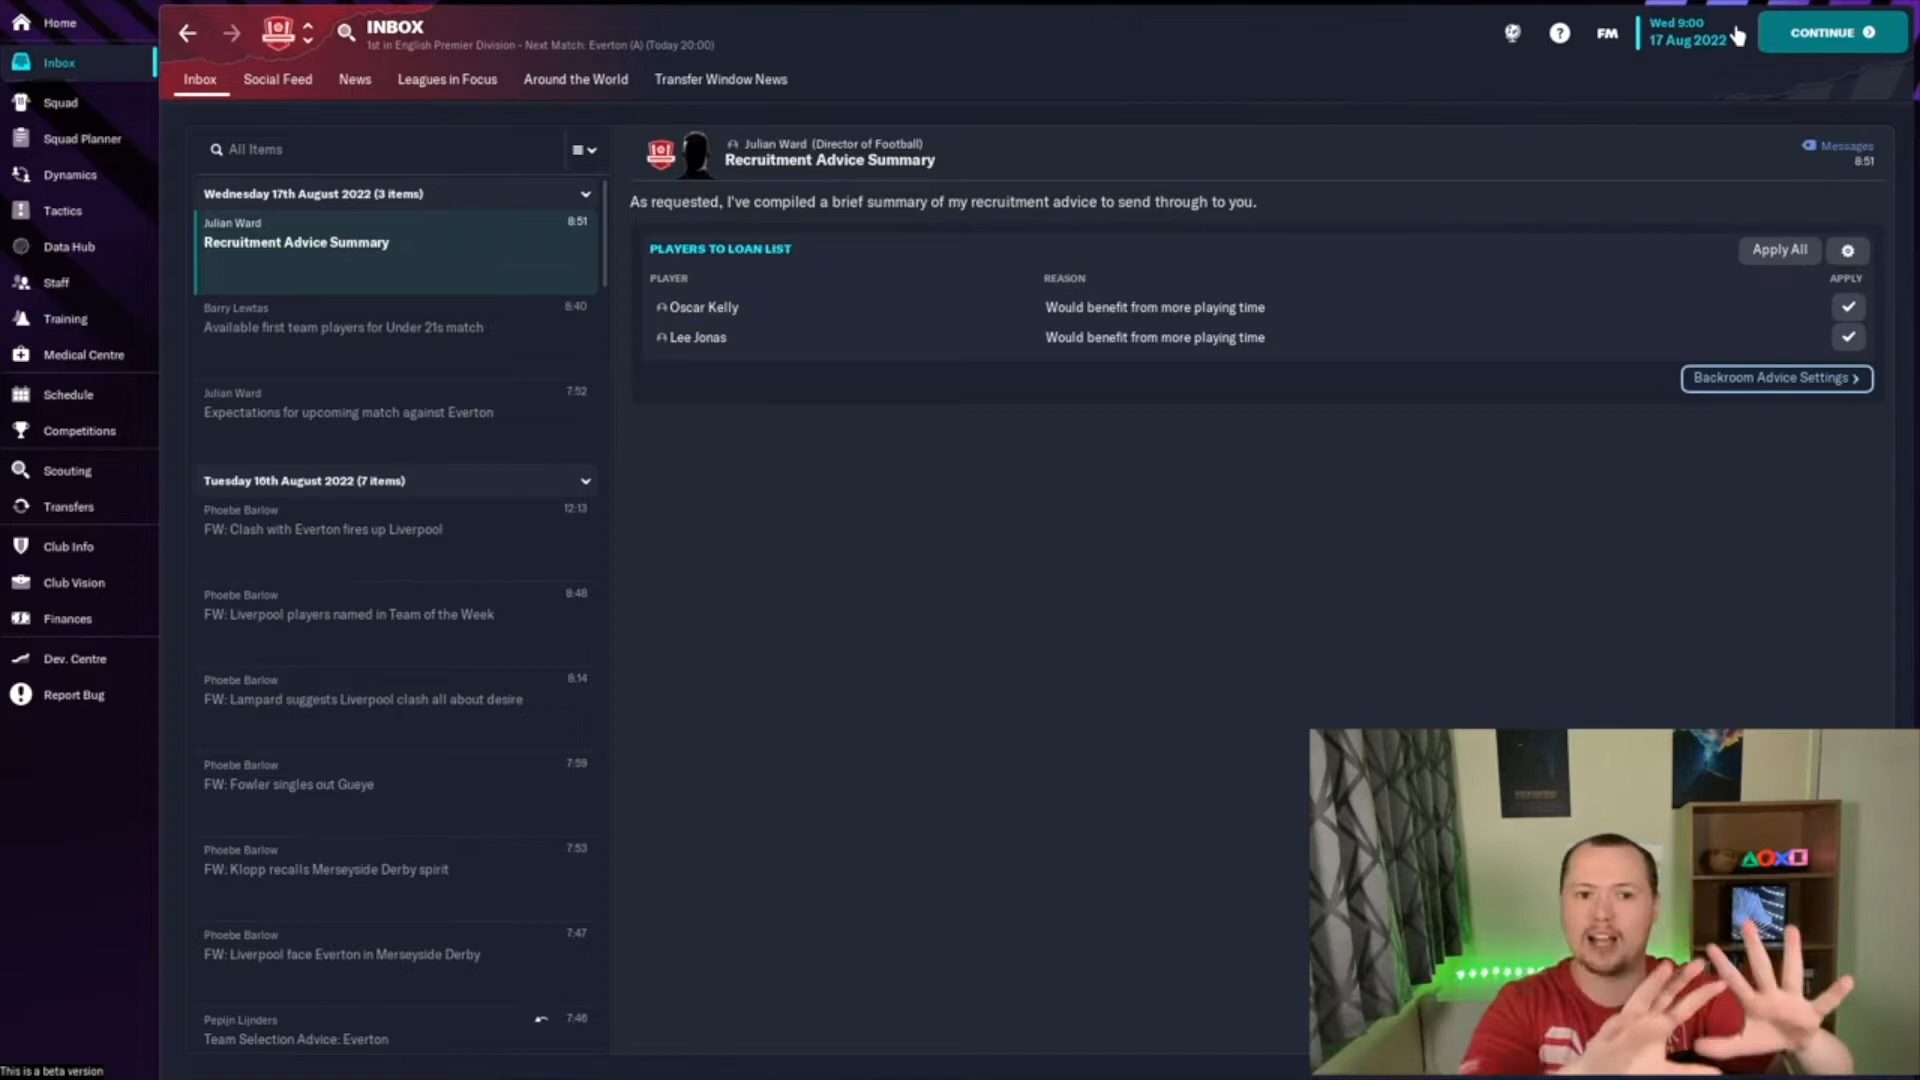 Home
Inbox
Squad
Squad Planner
Dynamics
Tactics
Data Hub
Staff
Training
Medical Centre
Schedule
Competitions
Scouting
Transfers
Club Info
Club Vision
Finances
Dev. Centre
Report Bug
This is a beta version
INBOX
1st in English Premier Division - Next Match: Everton (A) (Today 20:00)
FM
Wed 9:00
17 Aug 2022
CONTINUE
Inbox Social Feed News Leagues in Focus Around the World Transfer Window News
All Items
Wednesday 17th August 2022 (3 items)
Julian Ward 8:51
Recruitment Advice Summary
Barry Lewtas 8:40
Available first team players for Under 21s match
Julian Ward 7:52
Expectations for upcoming match against Everton
Tuesday 16th August 2022 (7 items)
Phoebe Barlow 12:13
FW: Clash with Everton fires up Liverpool
Phoebe Barlow 8:48
FW: Liverpool players named in Team of the Week
Phoebe Barlow 8:14
FW: Lampard suggests Liverpool clash all about desire
Phoebe Barlow 7:59
FW: Fowler singles out Gueye
Phoebe Barlow 7:53
FW: Klopp recalls Merseyside Derby spirit
Phoebe Barlow 7:47
FW: Liverpool face Everton in Merseyside Derby
Pepijn Lijnders 7:46
Team Selection Advice: Everton
Julian Ward (Director of Football)
Recruitment Advice Summary
Messages
8:51
As requested, I've compiled a brief summary of my recruitment advice to send through to you.
PLAYERS TO LOAN LIST
Apply All
PLAYER REASON APPLY
Oscar Kelly Would benefit from more playing time
Lee Jonas Would benefit from more playing time
Backroom Advice Settings